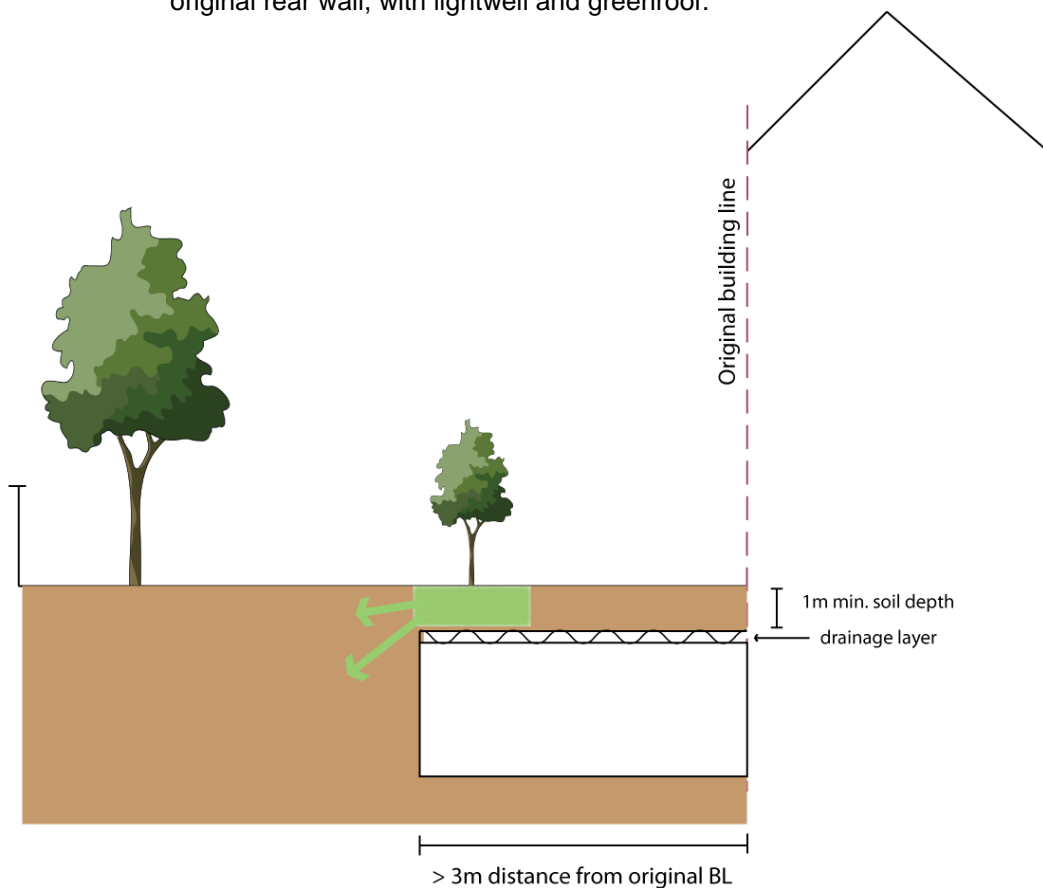 original rear wall, with lightwell and greenroof.
Original building line
1m min. soil depth
drainage layer
> 3m distance from original BL